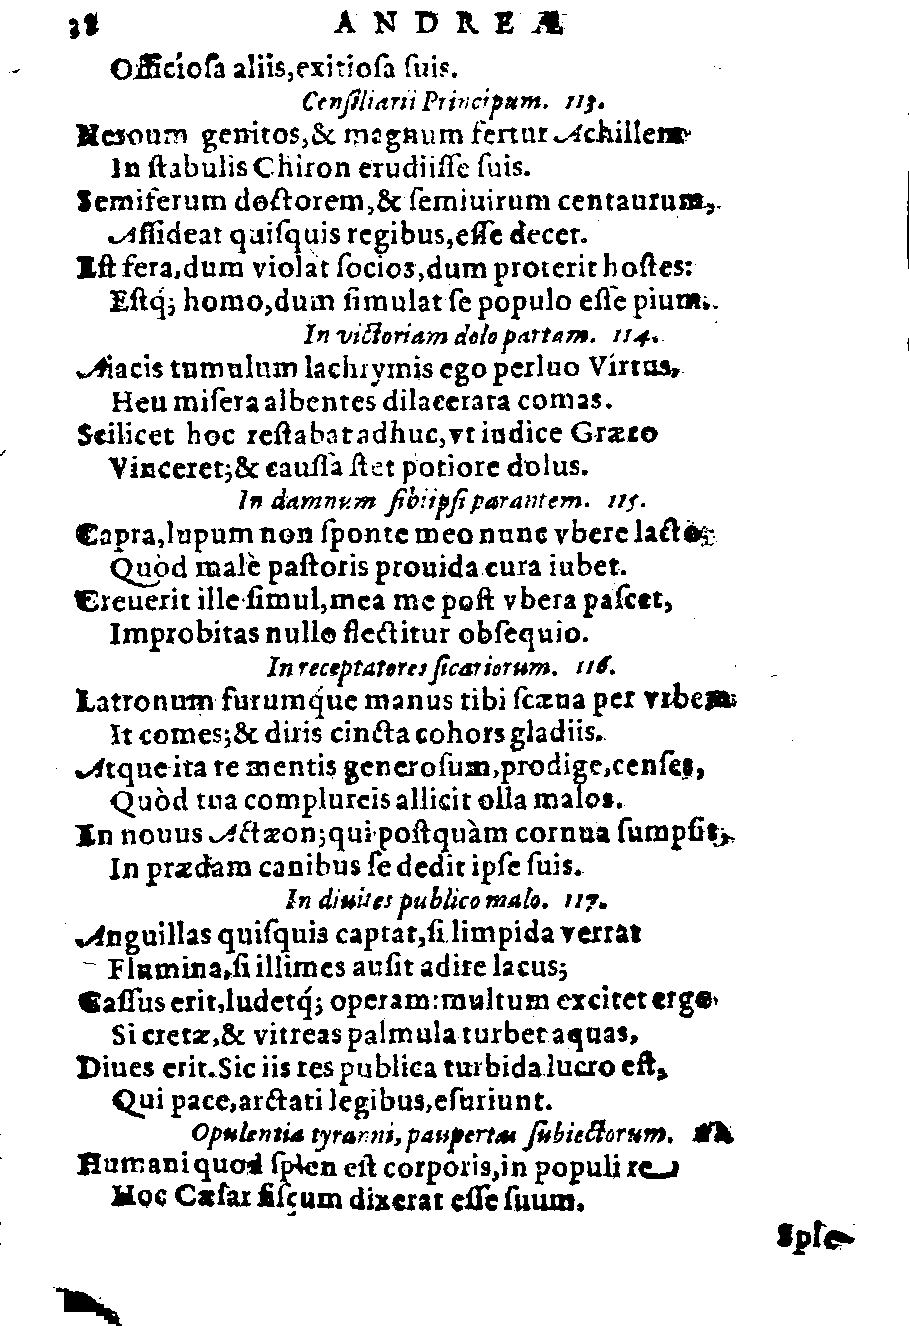 38 ANDREÆ
Officioſa aliis,exitioſa ſuis.
Conſiliarii Principum. 113.
Heroum genitos,& magnum fertur Achillem
In ſtabulis Chiron erudiiſſe ſuis.
Semiferum doctorem,& ſemiuirum centaurum,
Aſſideat quiſquis regibus,eſſe decet.
Eſt fera,dum violat ſocios,dum proterit hoſtes:
Eſtq́; homo,dum ſimulat ſe populo eſſe pium.
In victoriam dolo partam. 114.
Aiacis tumulum lachrymis ego perluo Virtus,
Heu miſera albentes dilacerata comas.
Scilicet hoc reſtabat adhuc,vt iudice Græco
Vincerer;& cauſſa ſtet potiore dolus.
In damnum ſibi ipſi parantem. 115.
Capra,lupum non ſponte meo nunc vbere lacto,
Quòd malè paſtoris prouida cura iubet.
Creuerit ille ſimul,mea me poſt vbera paſcet,
Improbitas nullo flectitur obſequio.
In receptatores ſicariorum. 116.
Latronum furumq́ue manus tibi ſcæua per vrbem
It comes;& diris cincta cohors gladiis.
Atque ita te mentis generoſum,prodige,cenſes,
Quòd tua complureis allicit olla malos.
En nouus Actæon;qui poſtquàm cornua ſumpſit,
In prædam canibus ſe dedit ipſe ſuis.
In diuites publico malo. 117.
Anguillas quiſquis captat,ſi limpida verrat
Flumina,ſi illimes auſit adire lacus;
Caſſus erit,ludetq́; operam:multum excitet ergo
Si cretæ,& vitreas palmula turbet aquas,
Diues erit.Sic iis res publica turbida lucro eſt,
Qui pace,arctati legibus,eſuriunt.
Opulentia tyranni, paupertas ſubiectorum.
Humani quod ſplen eſt corporis,in populi re
Hoc Cæſar fiſcum dixerat eſſe ſuum.
Sple-